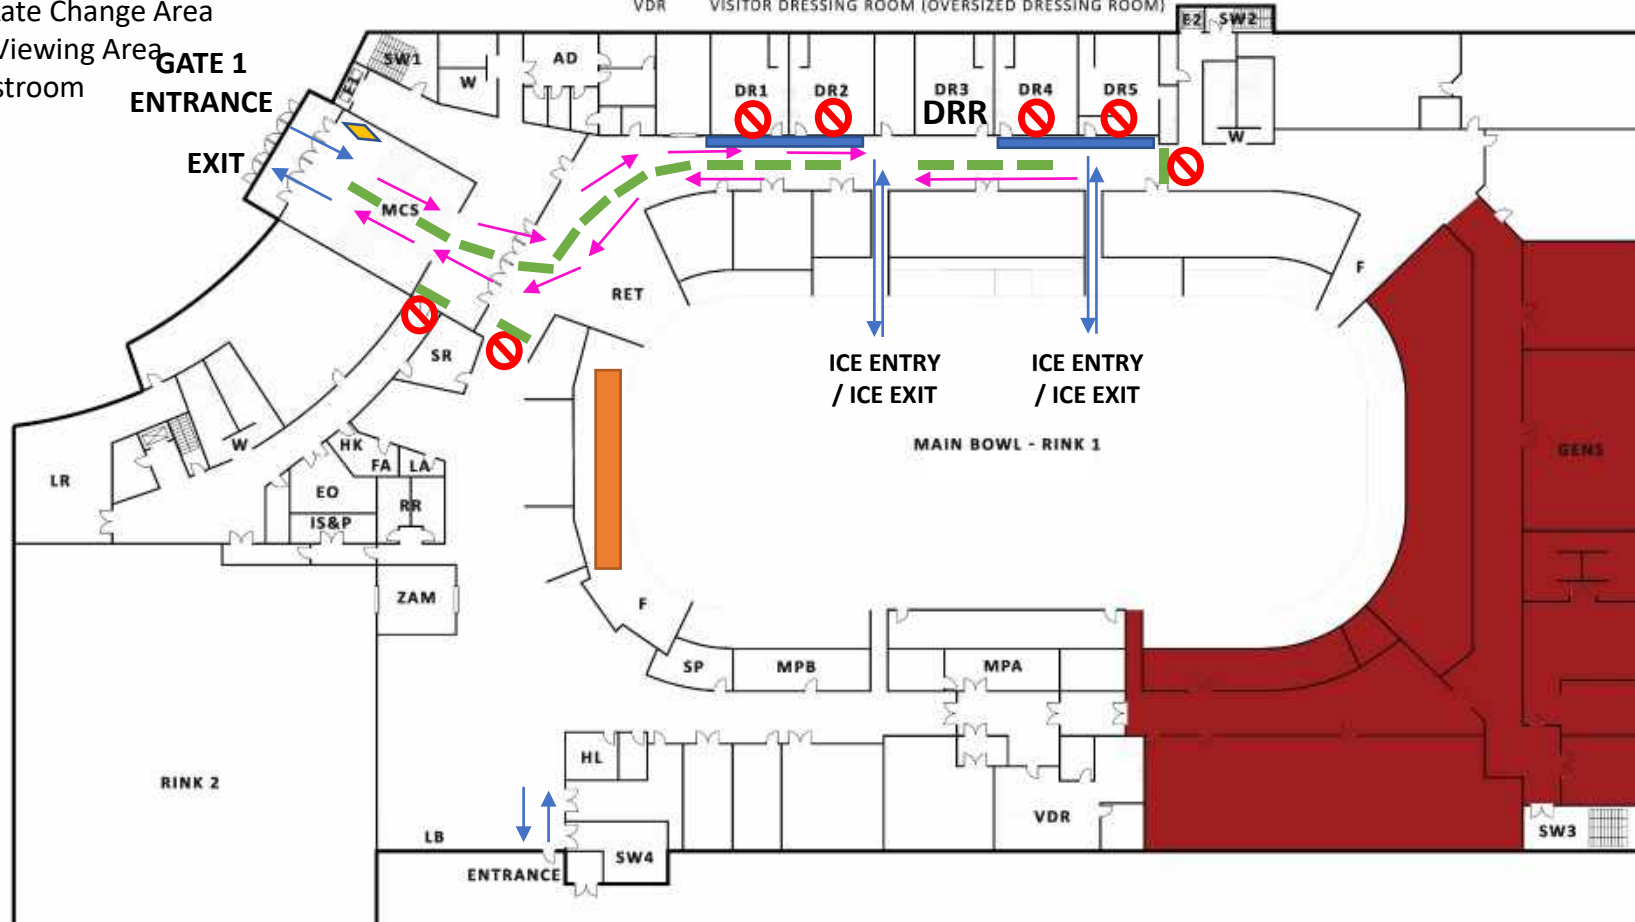 VDR VISITOR DRESSING ROOM (OVERSIZED DRESSING ROOM)
Change Area
Viewing Area
GATE 1
ENTRANCE
EXIT
SW1
E1
W
AD
DR1
DR2
DR3
DRR
DR4
DR5
E2
SW2
W
MCS
RET
F
SR
ICE ENTRY
/ ICE EXIT
ICE ENTRY
/ ICE EXIT
MAIN BOWL - RINK 1
GENS
LR
W
HK
FA
LA
EO
RR
IS&P
ZAM
F
SP
MPB
MPA
RINK 2
HL
VDR
LB
SW4
SW3
ENTRANCE